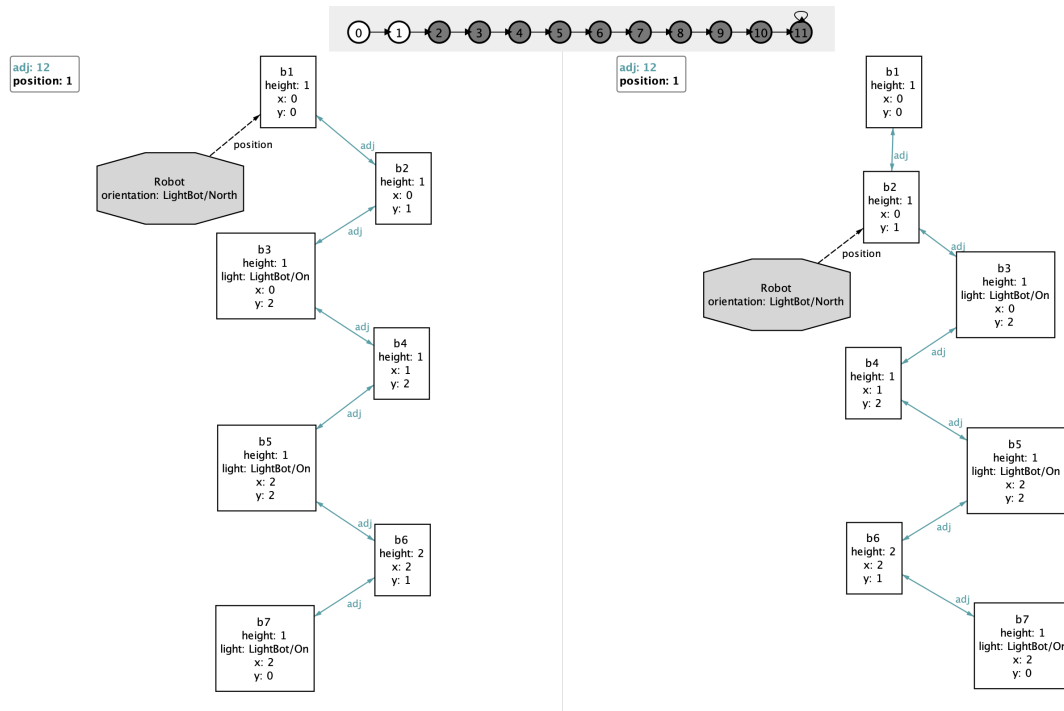 0
1
2
3
4
5
6
7
8
9
10
11
adj: 12
position: 1
b1
height: 1
x: 0
y: 0
position
adj
Robot
orientation: LightBot/North
b2
height: 1
x: 0
y: 1
adj
b3
height: 1
light: LightBot/On
x: 0
y: 2
adj
b4
height: 1
x: 1
y: 2
adj
b5
height: 1
light: LightBot/On
x: 2
y: 2
adj
b6
height: 2
x: 2
y: 1
adj
b7
height: 1
light: LightBot/On
x: 2
y: 0
adj: 12
position: 1
b1
height: 1
x: 0
y: 0
adj
b2
height: 1
x: 0
y: 1
position
adj
Robot
orientation: LightBot/North
b3
height: 1
light: LightBot/On
x: 0
y: 2
adj
b4
height: 1
x: 1
y: 2
adj
b5
height: 1
light: LightBot/On
x: 2
y: 2
adj
b6
height: 2
x: 2
y: 1
adj
b7
height: 1
light: LightBot/On
x: 2
y: 0